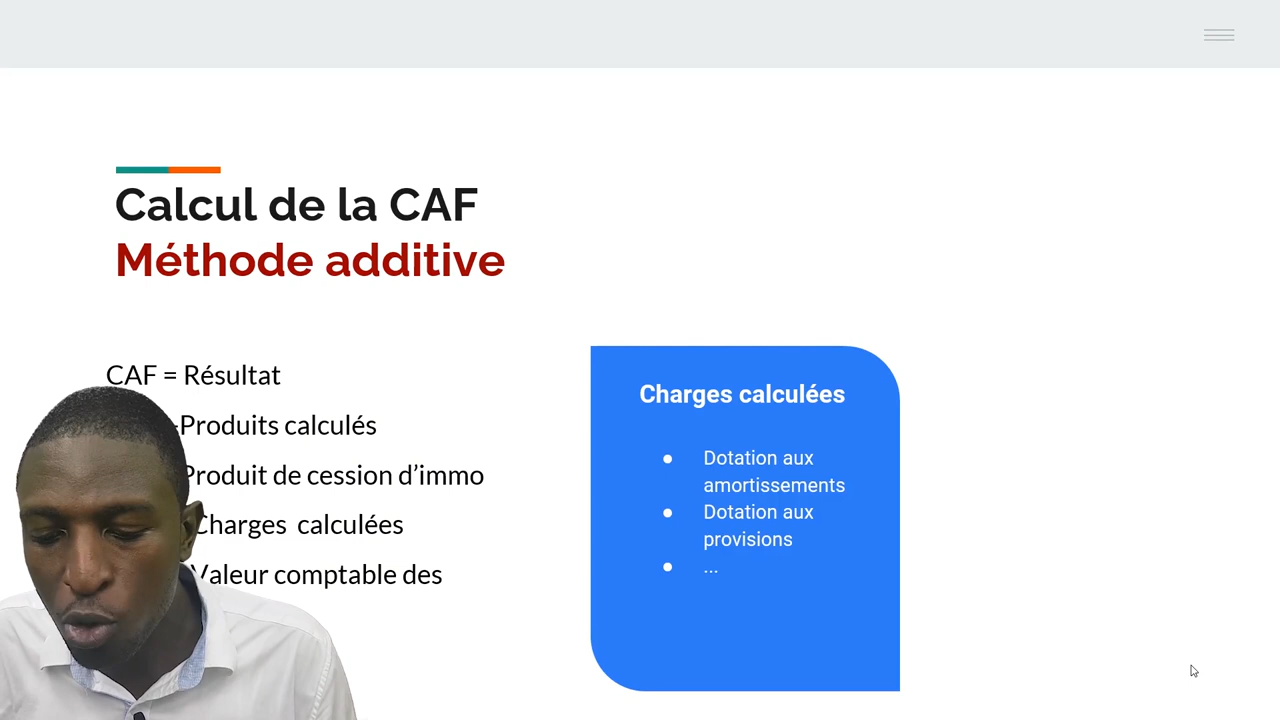 Calcul de la CAF
Méthode additive
CAF = Résultat
-Produits calculés
Produit de cession d’immo
Charges calculées
Valeur comptable des
Charges calculées
● Dotation aux
amortissements
● Dotation aux
provisions
● ...